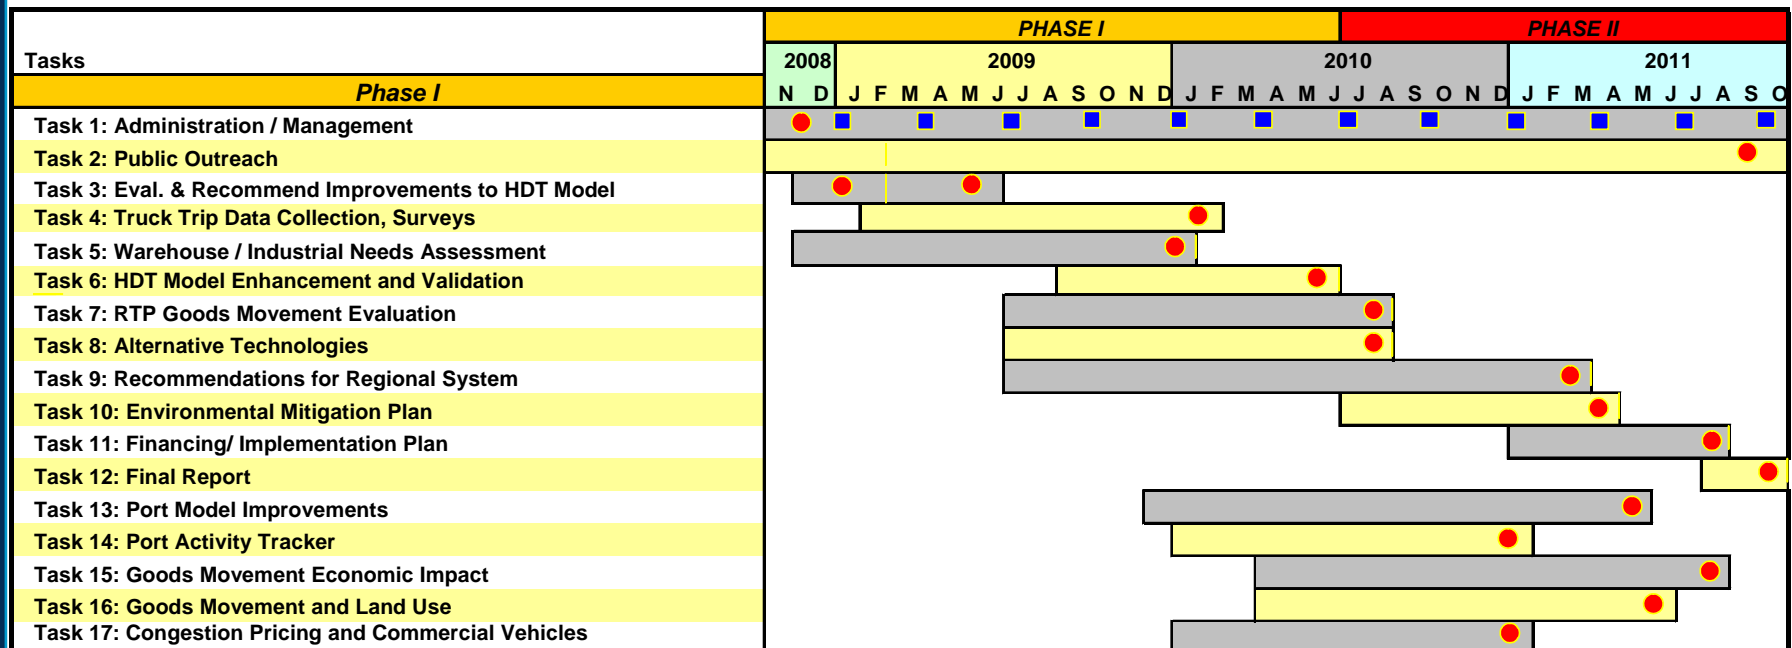 PHASE I PHASE II
Tasks 2008 2009 2010 2011
Phase I N D J F M A M J J A S O N D J F M A M J J A S O N D J F M A M J J A S O
Task 1: Administration / Management
Task 2: Public Outreach
Task 3: Eval. & Recommend Improvements to HDT Model
Task 4: Truck Trip Data Collection, Surveys
Task 5: Warehouse / Industrial Needs Assessment
Task 6: HDT Model Enhancement and Validation
Task 7: RTP Goods Movement Evaluation
Task 8: Alternative Technologies
Task 9: Recommendations for Regional System
Task 10: Environmental Mitigation Plan
Task 11: Financing/ Implementation Plan
Task 12: Final Report
Task 13: Port Model Improvements
Task 14: Port Activity Tracker
Task 15: Goods Movement Economic Impact
Task 16: Goods Movement and Land Use
Task 17: Congestion Pricing and Commercial Vehicles